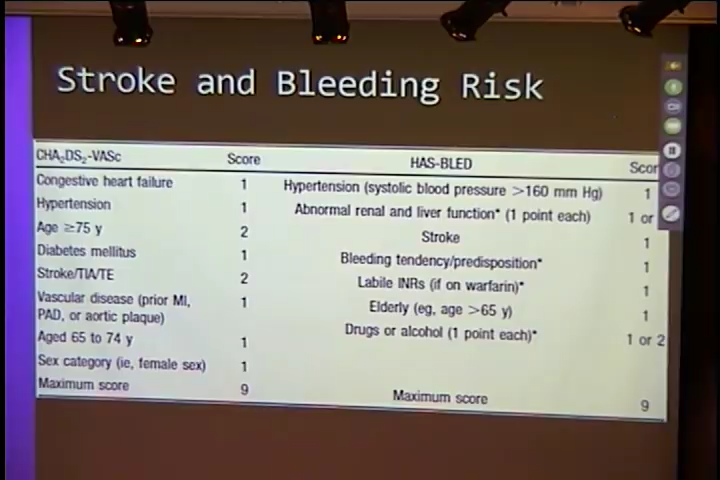 Stroke and Bleeding Risk
CHA2DS2-VASc Score HAS-BLED Scor
Congestive heart failure 1 Hypertension (systolic blood pressure >160 mm Hg) 1
Hypertension 1 Abnormal renal and liver function* (1 point each) 1 or
Age ≥75 y 2 Stroke 1
Diabetes mellitus 1 Bleeding tendency/predisposition* 1
Stroke/TIA/TE 2 Labile INRs (if on warfarin)* 1
Vascular disease (prior MI, 1 Elderly (eg, age >65 y) 1
PAD, or aortic plaque) Drugs or alcohol (1 point each)* 1 or 2
Aged 65 to 74 y 1
Sex category (ie, female sex) 1
Maximum score 9 Maximum score 9